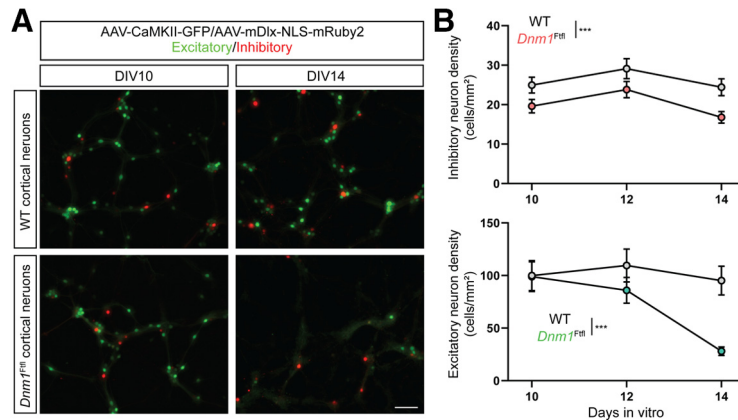 A
AAV-CaMKII-GFP/AAV-mDlx-NLS-mRuby2
Excitatory/Inhibitory
DIV10
DIV14
WT cortical neruons
Dnm1Ftfl cortical neurons
B
WT
Dnm1Ftfl
***
Inhibitory neuron density
(cells/mm²)
40
30
20
10
0
10
12
14
Excitatory neuron density
(cells/mm²)
150
100
50
0
WT
Dnm1Ftfl
***
10
12
14
Days in vitro